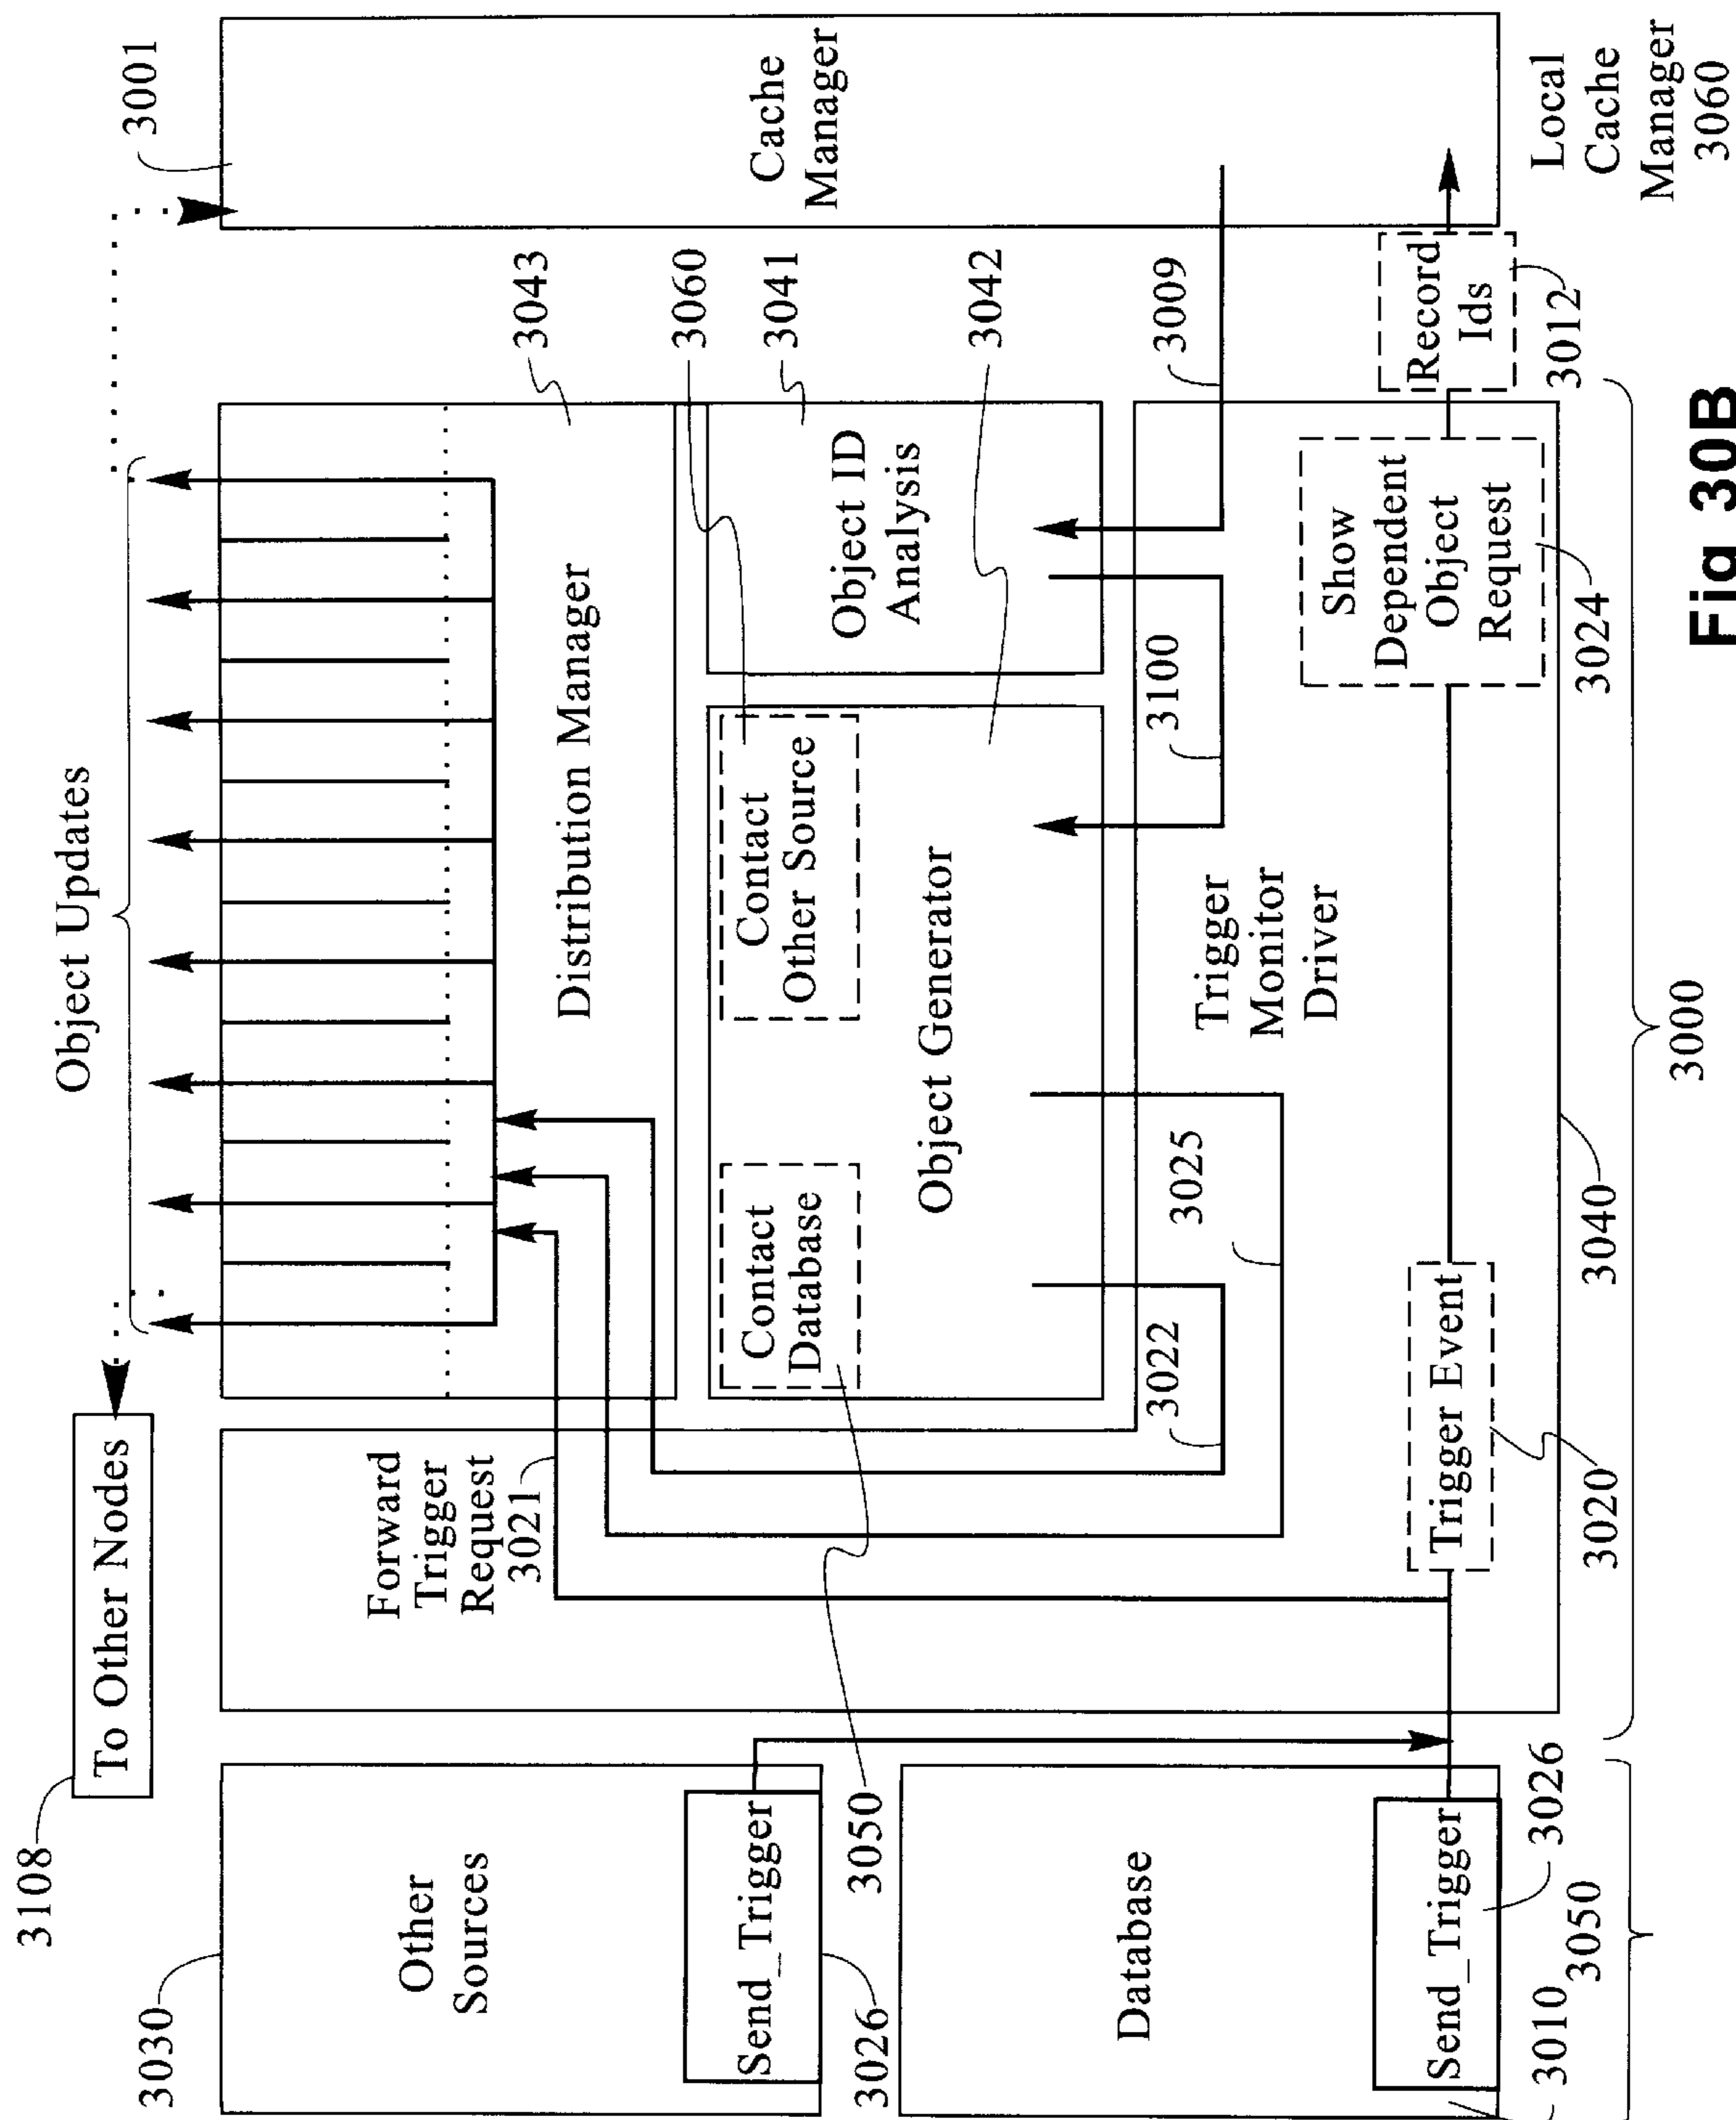 3108
To Other Nodes
Object Updates
3001
3030
Other
Sources
Send_Trigger
3026
Forward
Trigger
Request
3021
Distribution Manager
3043
Cache
Manager
3060
3041
3042
Contact
Database
Contact
Other Source
Object Generator
Object ID
Analysis
3050
Database
Send_Trigger
3022
3025
3100
3009
Trigger
Monitor
Driver
Trigger Event
Show
Dependent
Object
Request
Record
Ids
3010
3050
3026
3020
3040
3024
3012
Local
Cache
Manager
3060
3000
Fig 30B